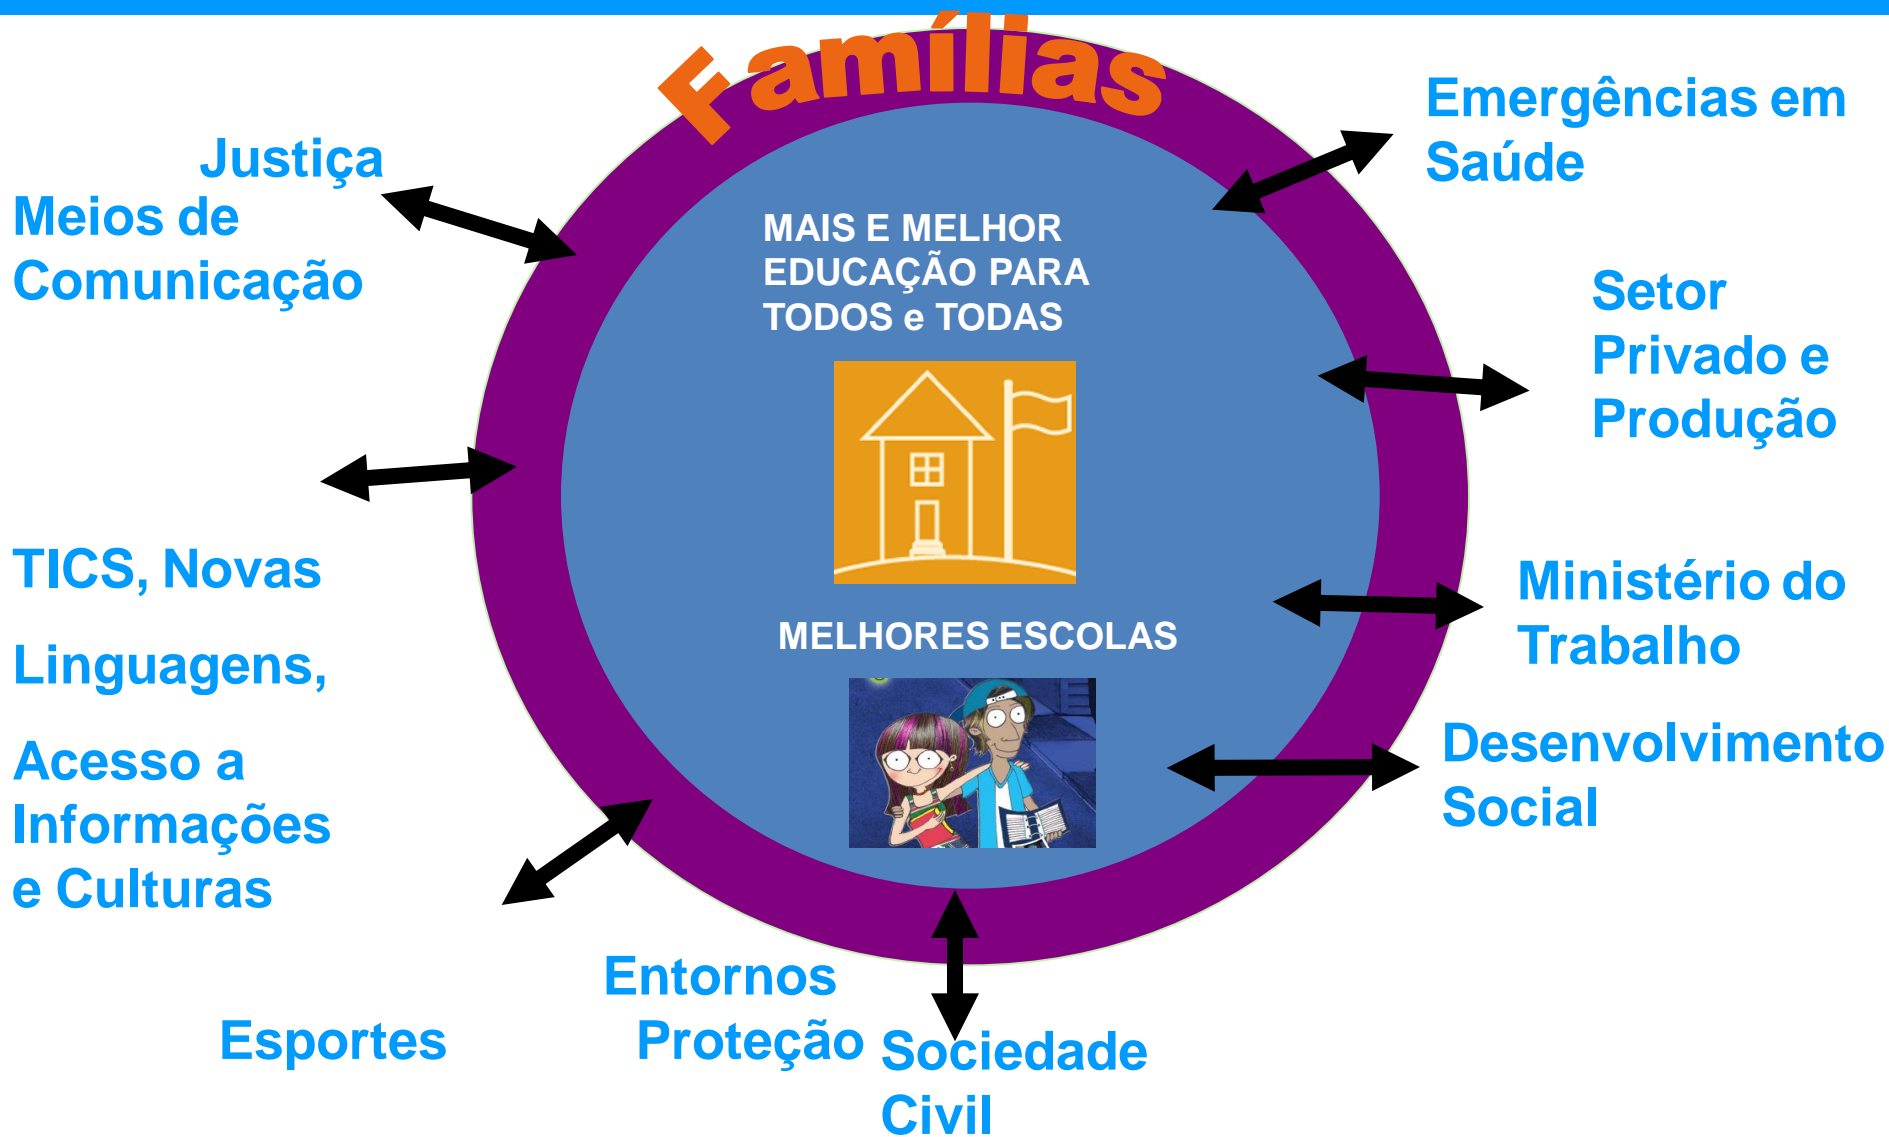 Famílias
Justiça
Meios de
Comunicação
TICS, Novas
Linguagens,
Acesso a
Informações
e Culturas
Esportes
MAIS E MELHOR
EDUCAÇÃO PARA
TODOS e TODAS
MELHORES ESCOLAS
Entornos
Proteção
Sociedade
Civil
Emergências em
Saúde
Setor
Privado e
Produção
Ministério do
Trabalho
Desenvolvimento
Social